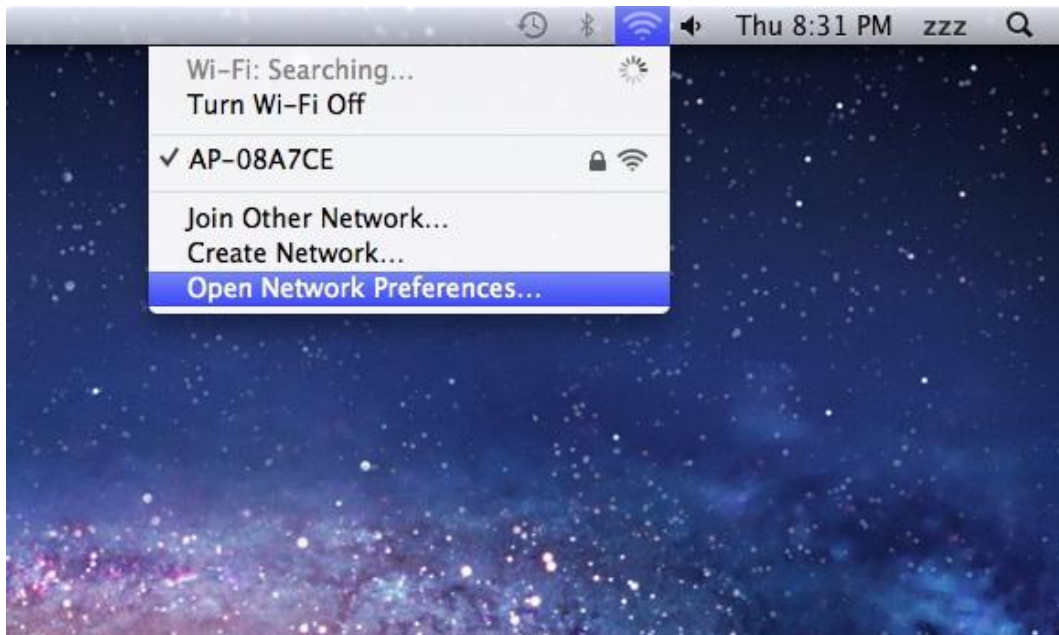 Thu 8:31 PM zzz
Wi-Fi: Searching...
Turn Wi-Fi Off
AP-08A7CE
Join Other Network...
Create Network...
Open Network Preferences...